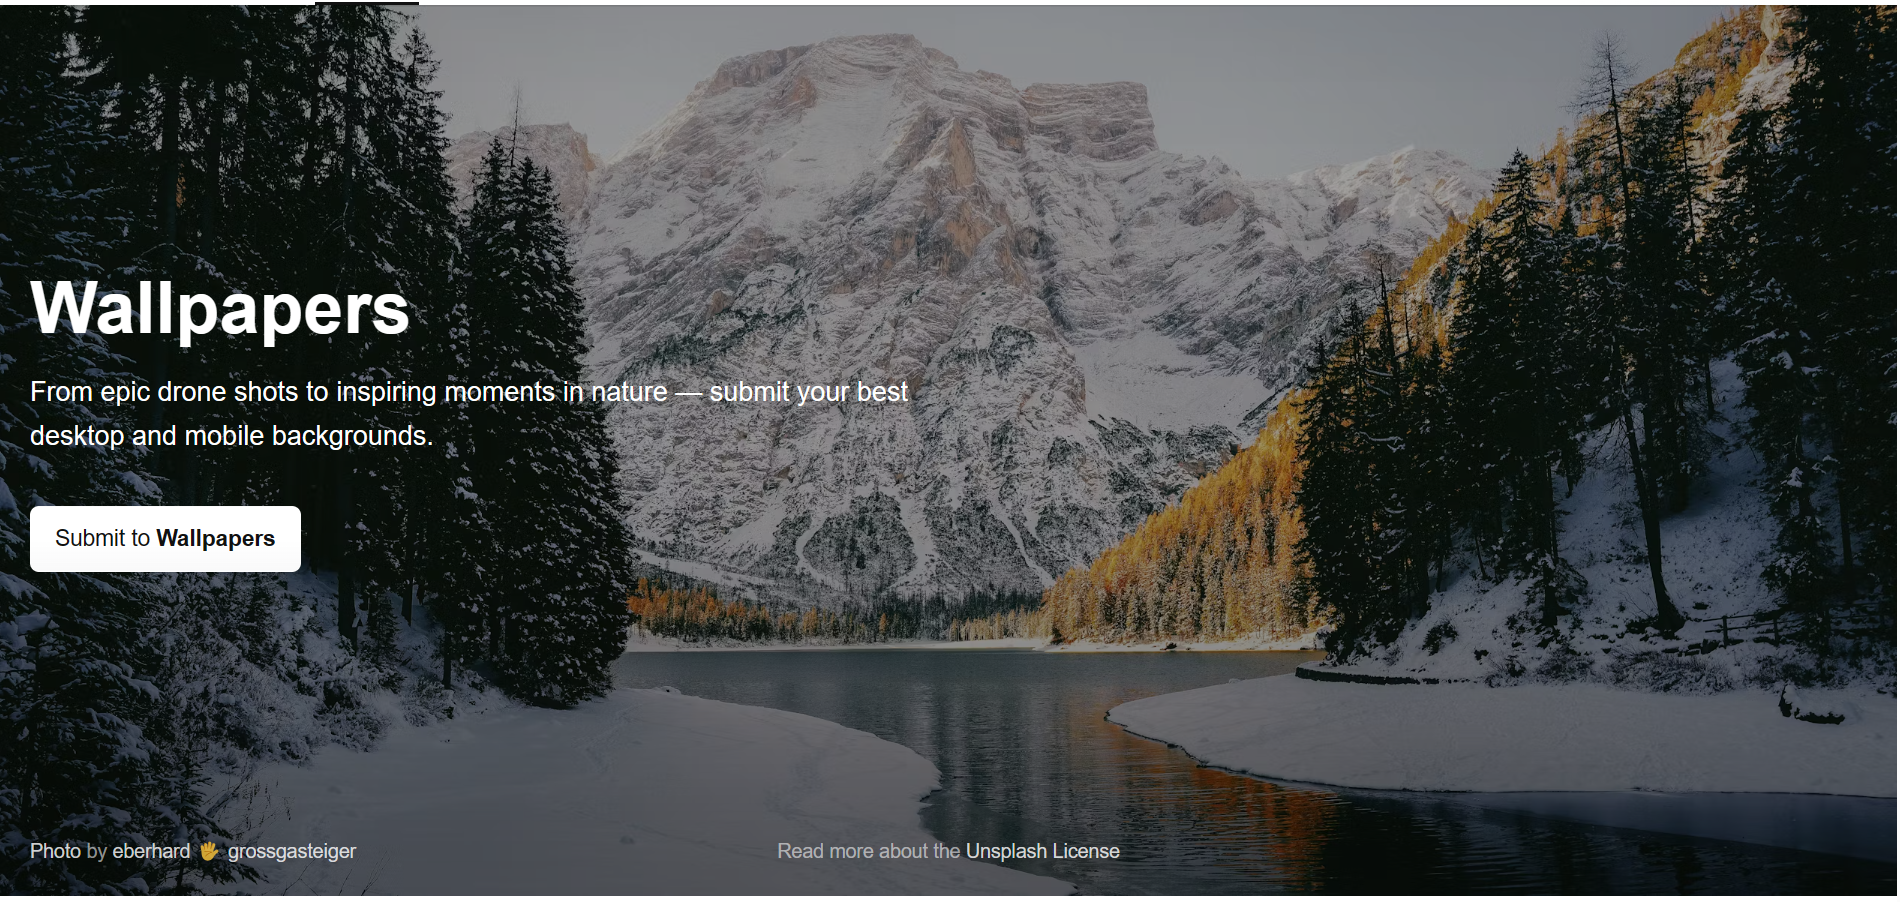 Wallpapers
From epic drone shots to inspiring moments in nature — submit your best
desktop and mobile backgrounds.
Submit to Wallpapers
Photo by eberhard 🖐 grossgasteiger
Read more about the Unsplash License